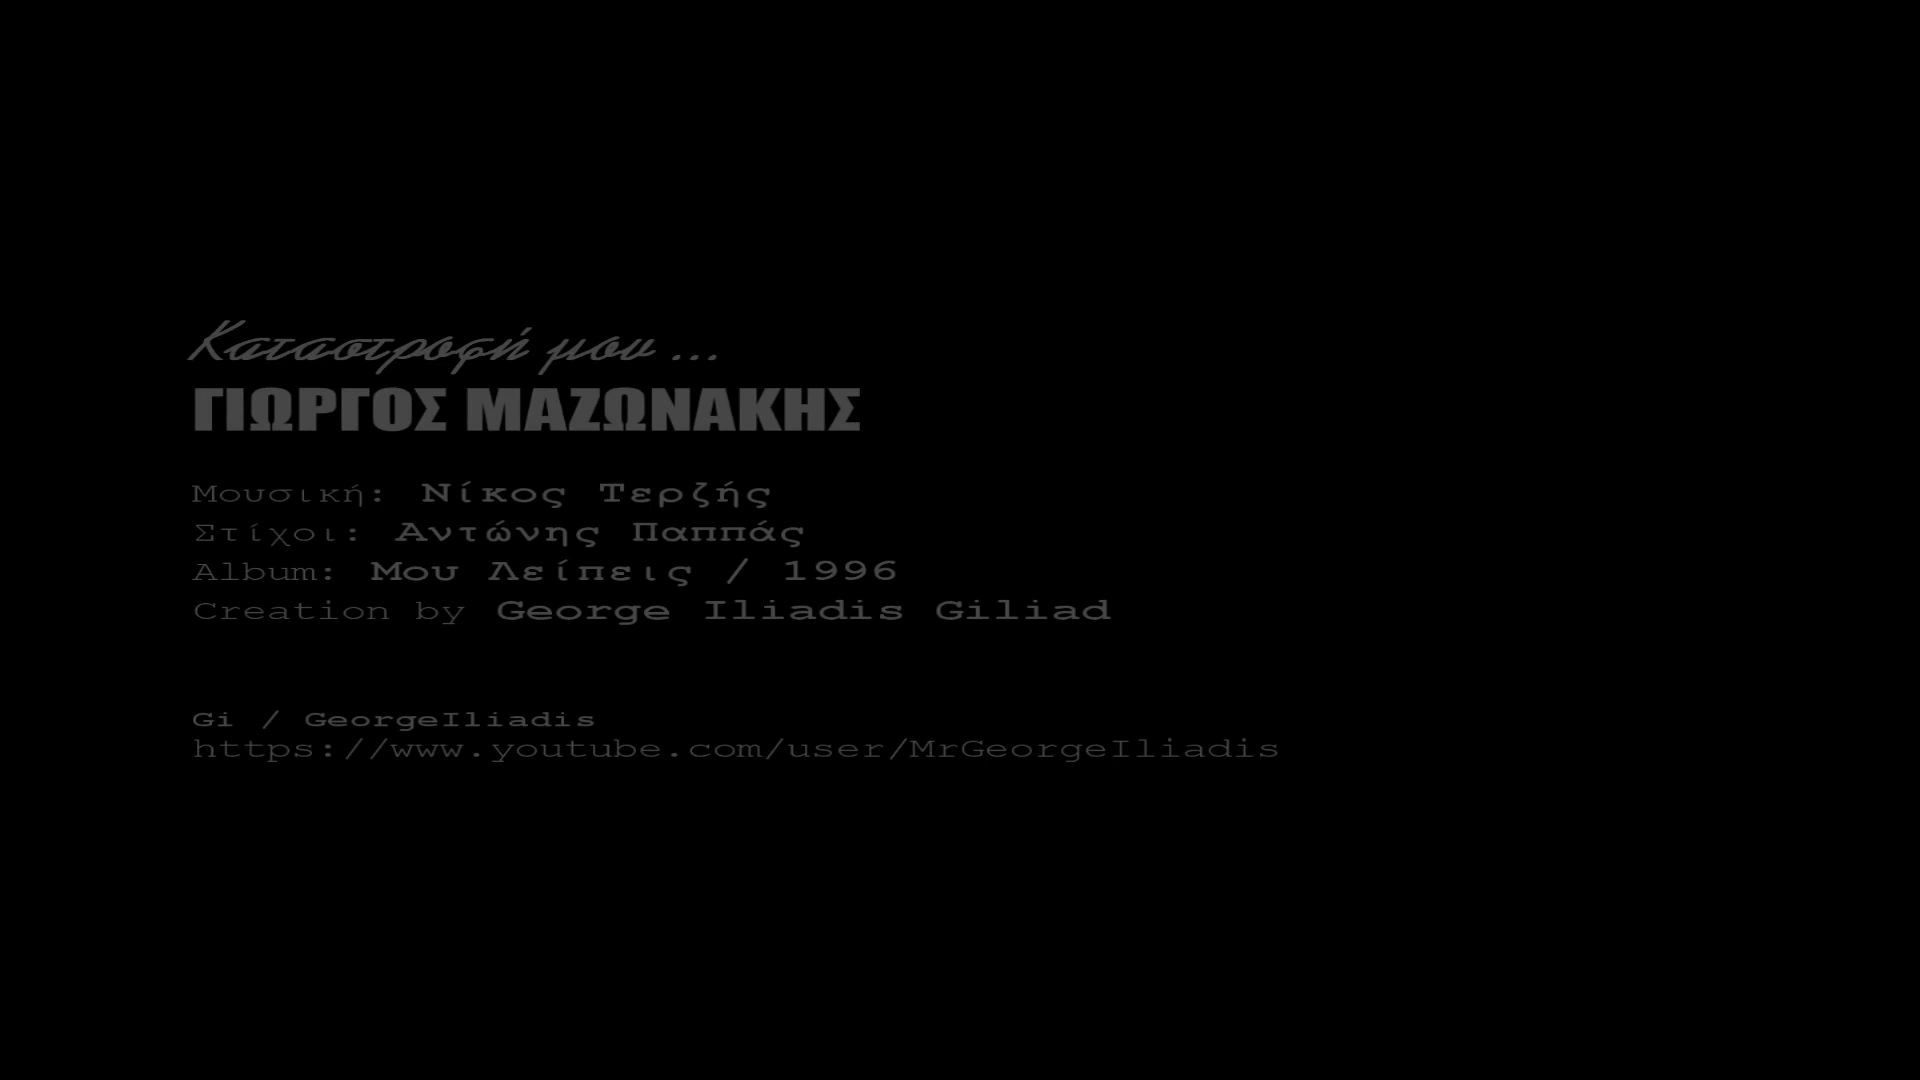 Καταστροφή μου ...
ΓΙΩΡΓΟΣ ΜΑΖΩΝΑΚΗΣ
Μουσική: Νίκος Τερζής
Στίχοι: Αντώνης Παππάς
Album: Μου Λείπεις / 1996
Creation by George Iliadis Giliad
Gi / GeorgeIliadis
https://www.youtube.com/user/MrGeorgeIliadis